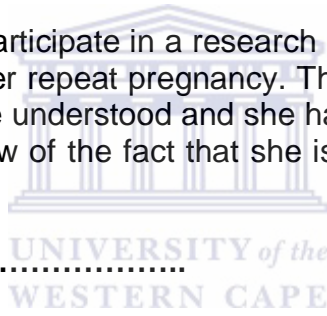 articipate in a research
er repeat pregnancy. Th
e understood and she ha
w of the fact that she is
………………..
UNIVERSITY of the
WESTERN CAPE